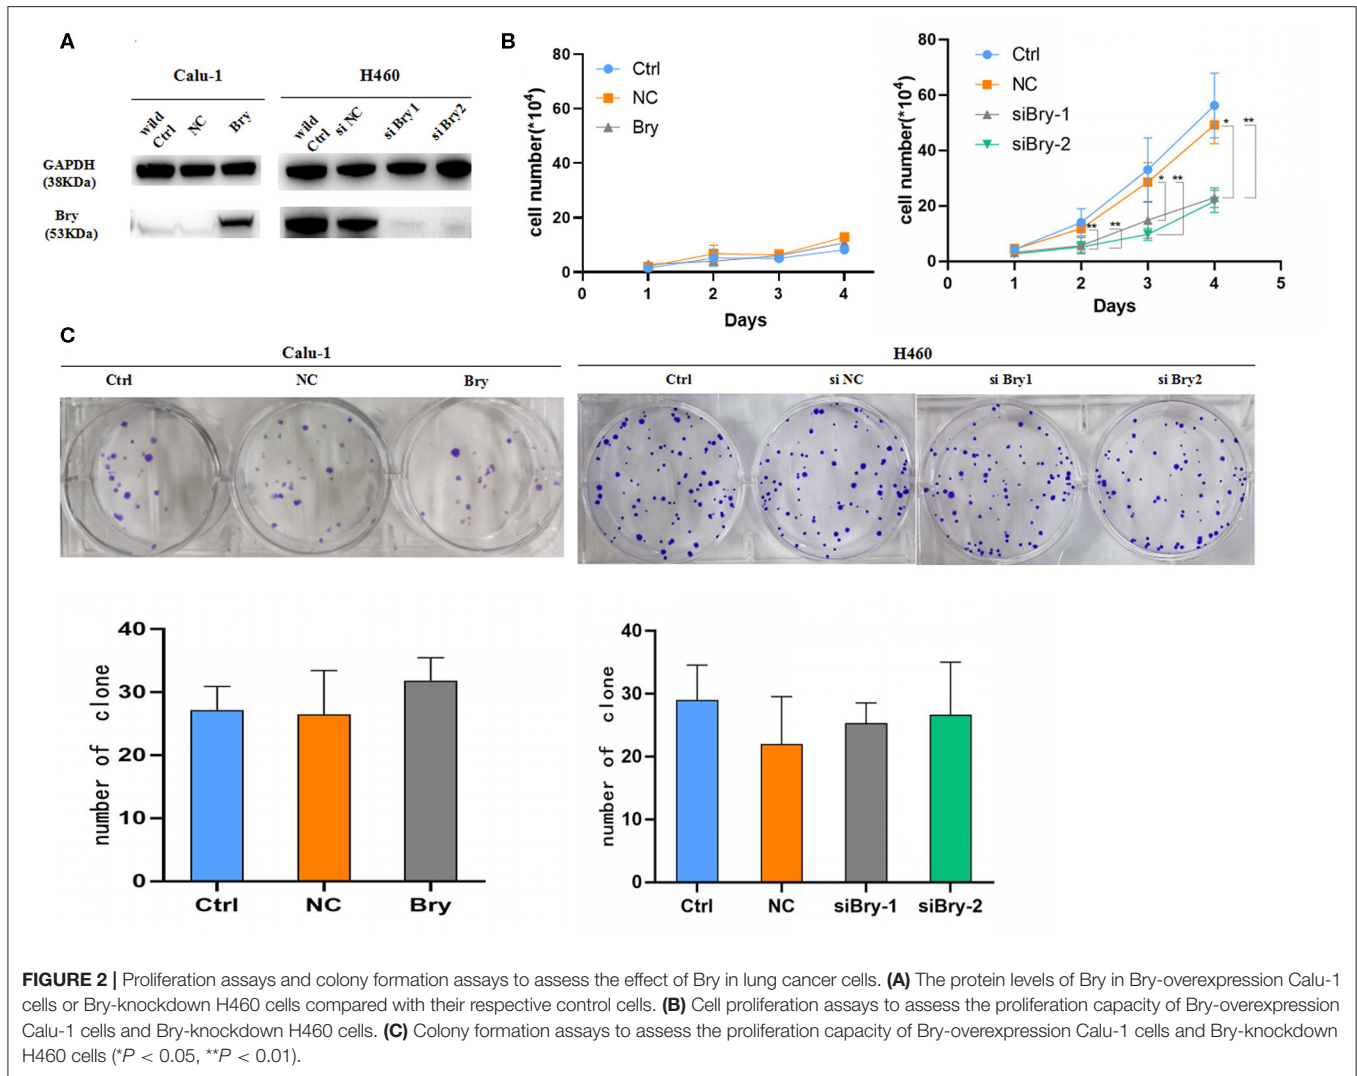 A
Calu-1
H460
wild Ctrl
NC
Bry
wild Ctrl
si NC
si Bry1
si Bry2
GAPDH
(38KDa)
Bry
(53KDa)
B
cell number(*10⁴)
80
60
40
20
0
0 1 2 3 4
Days
Ctrl
NC
Bry
cell number(*10⁴)
80
60
40
20
0
0 1 2 3 4 5
Days
Ctrl
NC
siBry-1
siBry-2
** ** * ** * **
C
Calu-1
Ctrl NC Bry
H460
Ctrl si NC si Bry1 si Bry2
number of clone
40
30
20
10
0
Ctrl NC Bry
number of clone
40
30
20
10
0
Ctrl NC siBry-1 siBry-2
FIGURE 2 | Proliferation assays and colony formation assays to assess the effect of Bry in lung cancer cells. (A) The protein levels of Bry in Bry-overexpression Calu-1
cells or Bry-knockdown H460 cells compared with their respective control cells. (B) Cell proliferation assays to assess the proliferation capacity of Bry-overexpression
Calu-1 cells and Bry-knockdown H460 cells. (C) Colony formation assays to assess the proliferation capacity of Bry-overexpression Calu-1 cells and Bry-knockdown
H460 cells (*P < 0.05, **P < 0.01).